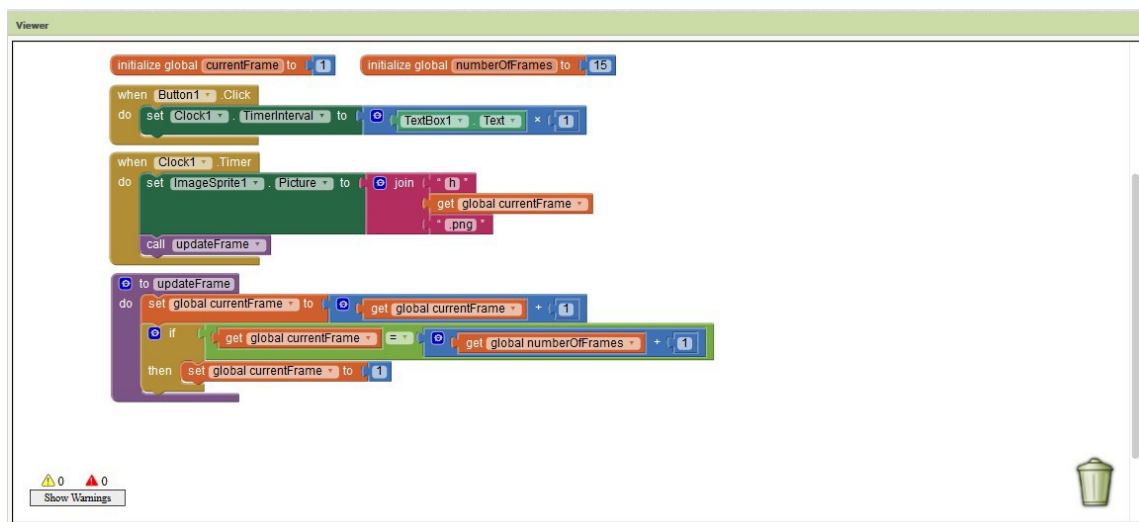 Viewer
initialize global currentFrame to 1 initialize global numberOfFrames to 15
when Button1 .Click
do set Clock1 . TimerInterval to TextBox1 . Text × 1
when Clock1 .Timer
do set ImageSprite1 . Picture to join " h "
get global currentFrame
" .png "
call updateFrame
to updateFrame
do set global currentFrame to get global currentFrame + 1
if get global currentFrame = get global numberOfFrames + 1
then set global currentFrame to 1
0 0
Show Warnings